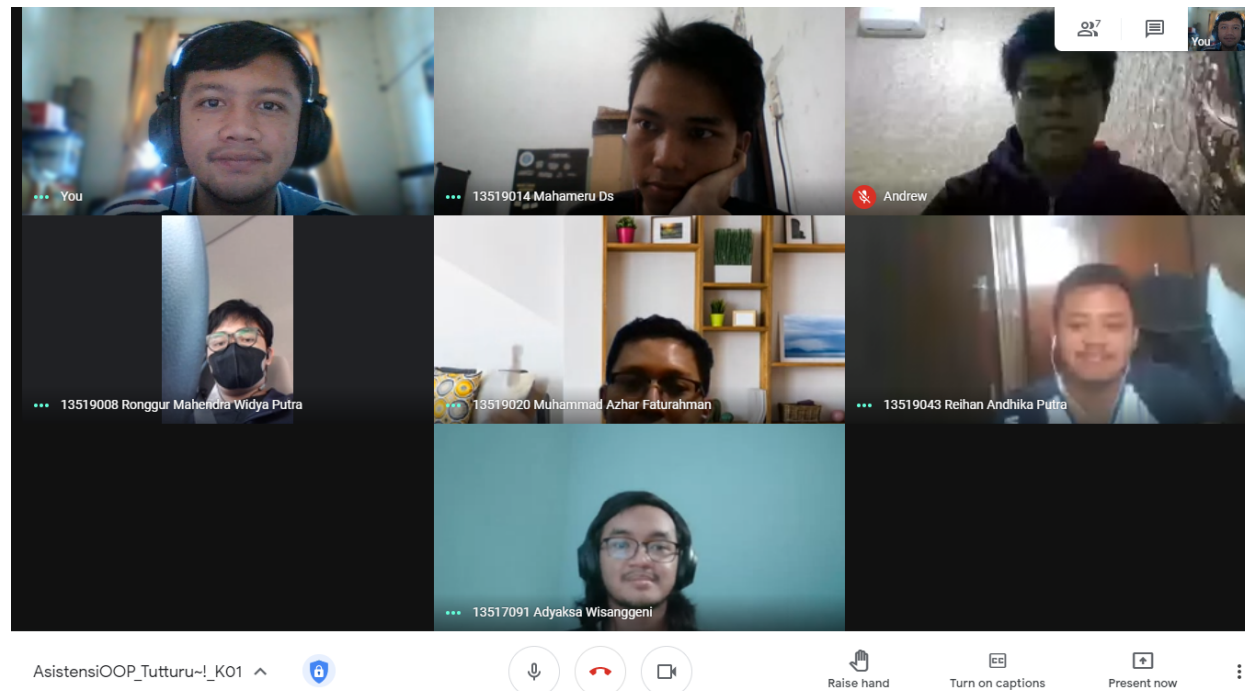 7
You
You
13519014 Mahameru Ds
Andrew
13519008 Ronggur Mahendra Widya Putra
13519020 Muhammad Azhar Faturahman
13519043 Reihan Andhika Putra
13517091 Adyaksa Wisanggeni
AsistensiOOP_Tutturu~!_K01
CC
Raise hand
Turn on captions
Present now